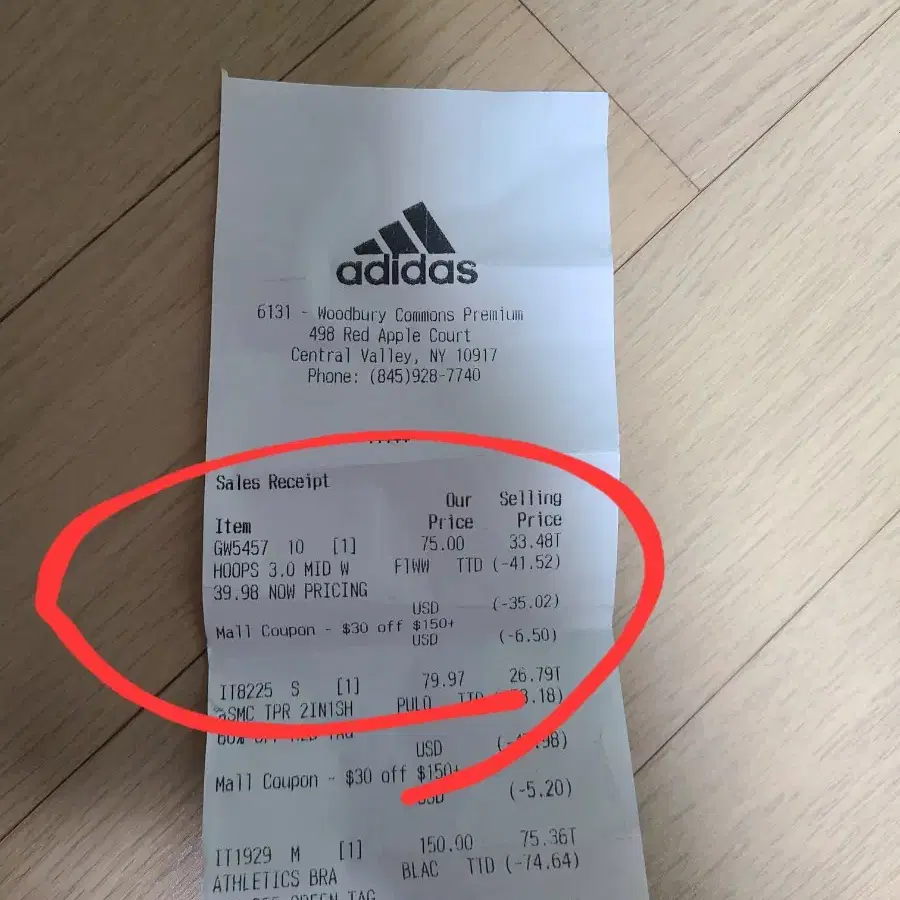 adidas
6131 - Woodbury Commons Premium
498 Red Apple Court
Central Valley, NY 10917
Phone: (845)928-7740
Sales Receipt
Our Selling
Item Price Price
GW5457 10 [1] 75.00 33.48T
HOOPS 3.0 MID W FTWW TTD (-41.52)
39.98 NOW PRICING
USD (-35.02)
Mall Coupon - $30 off $150+
USD (-6.50)
IT8225 S [1] 79.97 26.79T
aSMC TPR 2IN1SH PULO TTD
USD
Mall Coupon - $30 off $150+
USD (-5.20)
IT1929 M [1] 150.00 75.36T
ATHLETICS BRA BLAC TTD (-74.64)